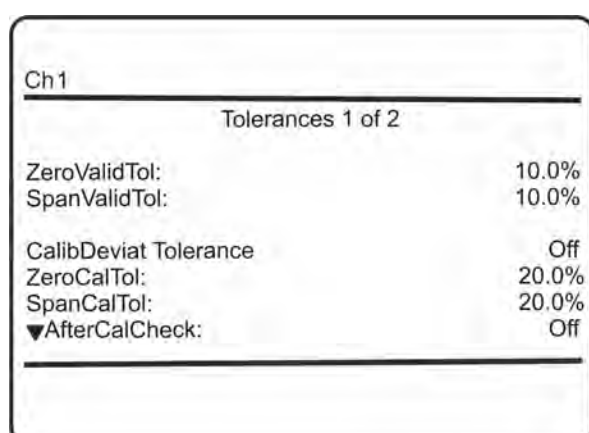 Ch1
Tolerances 1 of 2
ZeroValidTol: 10.0%
SpanValidTol: 10.0%
CalibDeviat Tolerance Off
ZeroCalTol: 20.0%
SpanCalTol: 20.0%
▼AfterCalCheck: Off